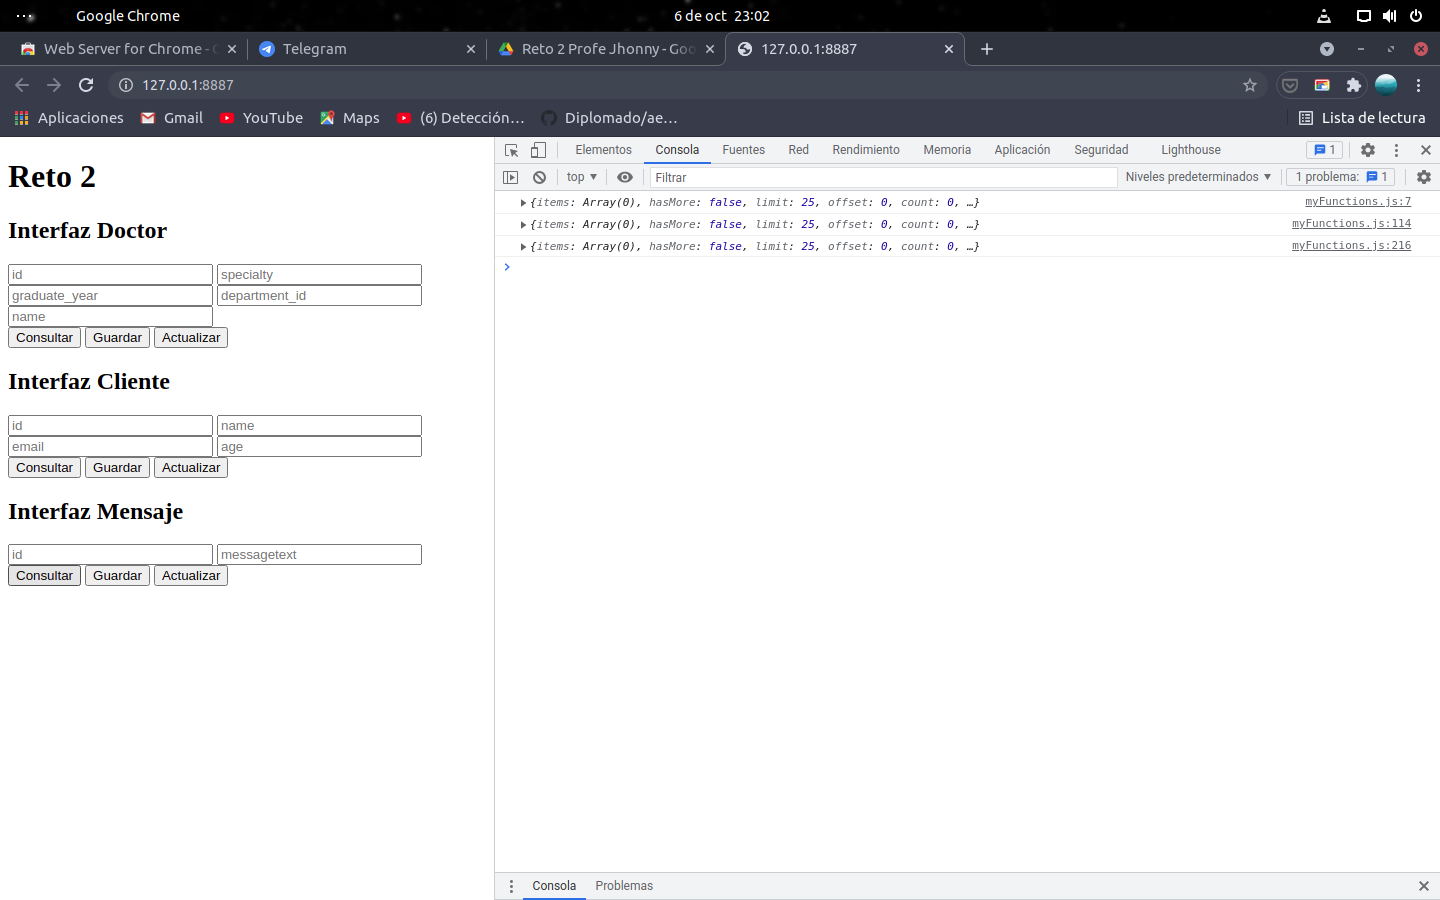 Google Chrome
6 de oct 23:02
Web Server for Chrome - C
Telegram
Reto 2 Profe Jhonny - Goo
127.0.0.1:8887
127.0.0.1:8887
Aplicaciones
Gmail
YouTube
Maps
(6) Detección…
Diplomado/ae…
Lista de lectura
Reto 2
Interfaz Doctor
id specialty
graduate_year department_id
name
Consultar Guardar Actualizar
Interfaz Cliente
id name
email age
Consultar Guardar Actualizar
Interfaz Mensaje
id messagetext
Consultar Guardar Actualizar
Elementos Consola Fuentes Red Rendimiento Memoria Aplicación Seguridad Lighthouse 1
top Filtrar Niveles predeterminados 1 problema: 1
{items: Array(0), hasMore: false, limit: 25, offset: 0, count: 0, …} myFunctions.js:7
{items: Array(0), hasMore: false, limit: 25, offset: 0, count: 0, …} myFunctions.js:114
{items: Array(0), hasMore: false, limit: 25, offset: 0, count: 0, …} myFunctions.js:216
Consola Problemas